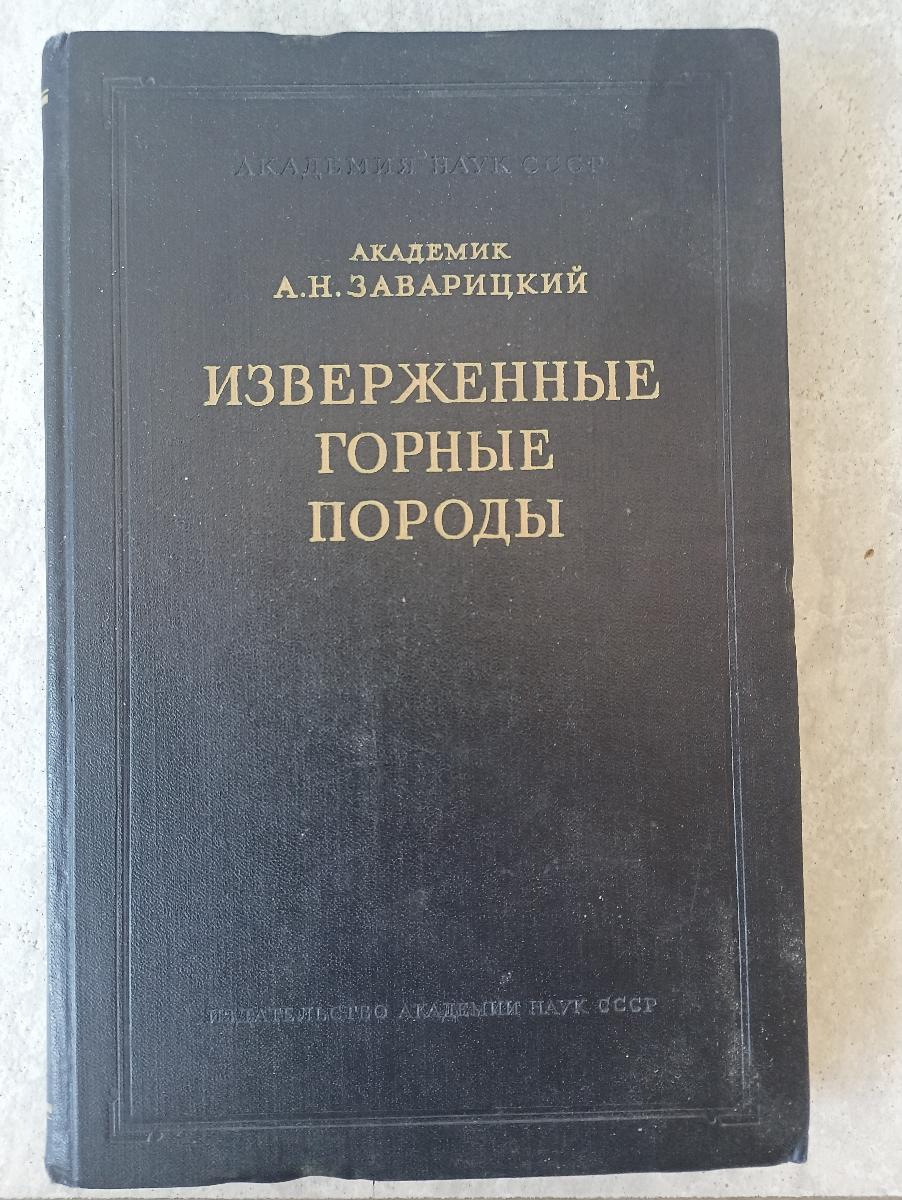 АКАДЕМИЯ НАУК СССР
АКАДЕМИК
А.Н. ЗАВАРИЦКИЙ
ИЗВЕРЖЕННЫЕ
ГОРНЫЕ
ПОРОДЫ
ИЗДАТЕЛЬСТВО АКАДЕМИИ НАУК СССР